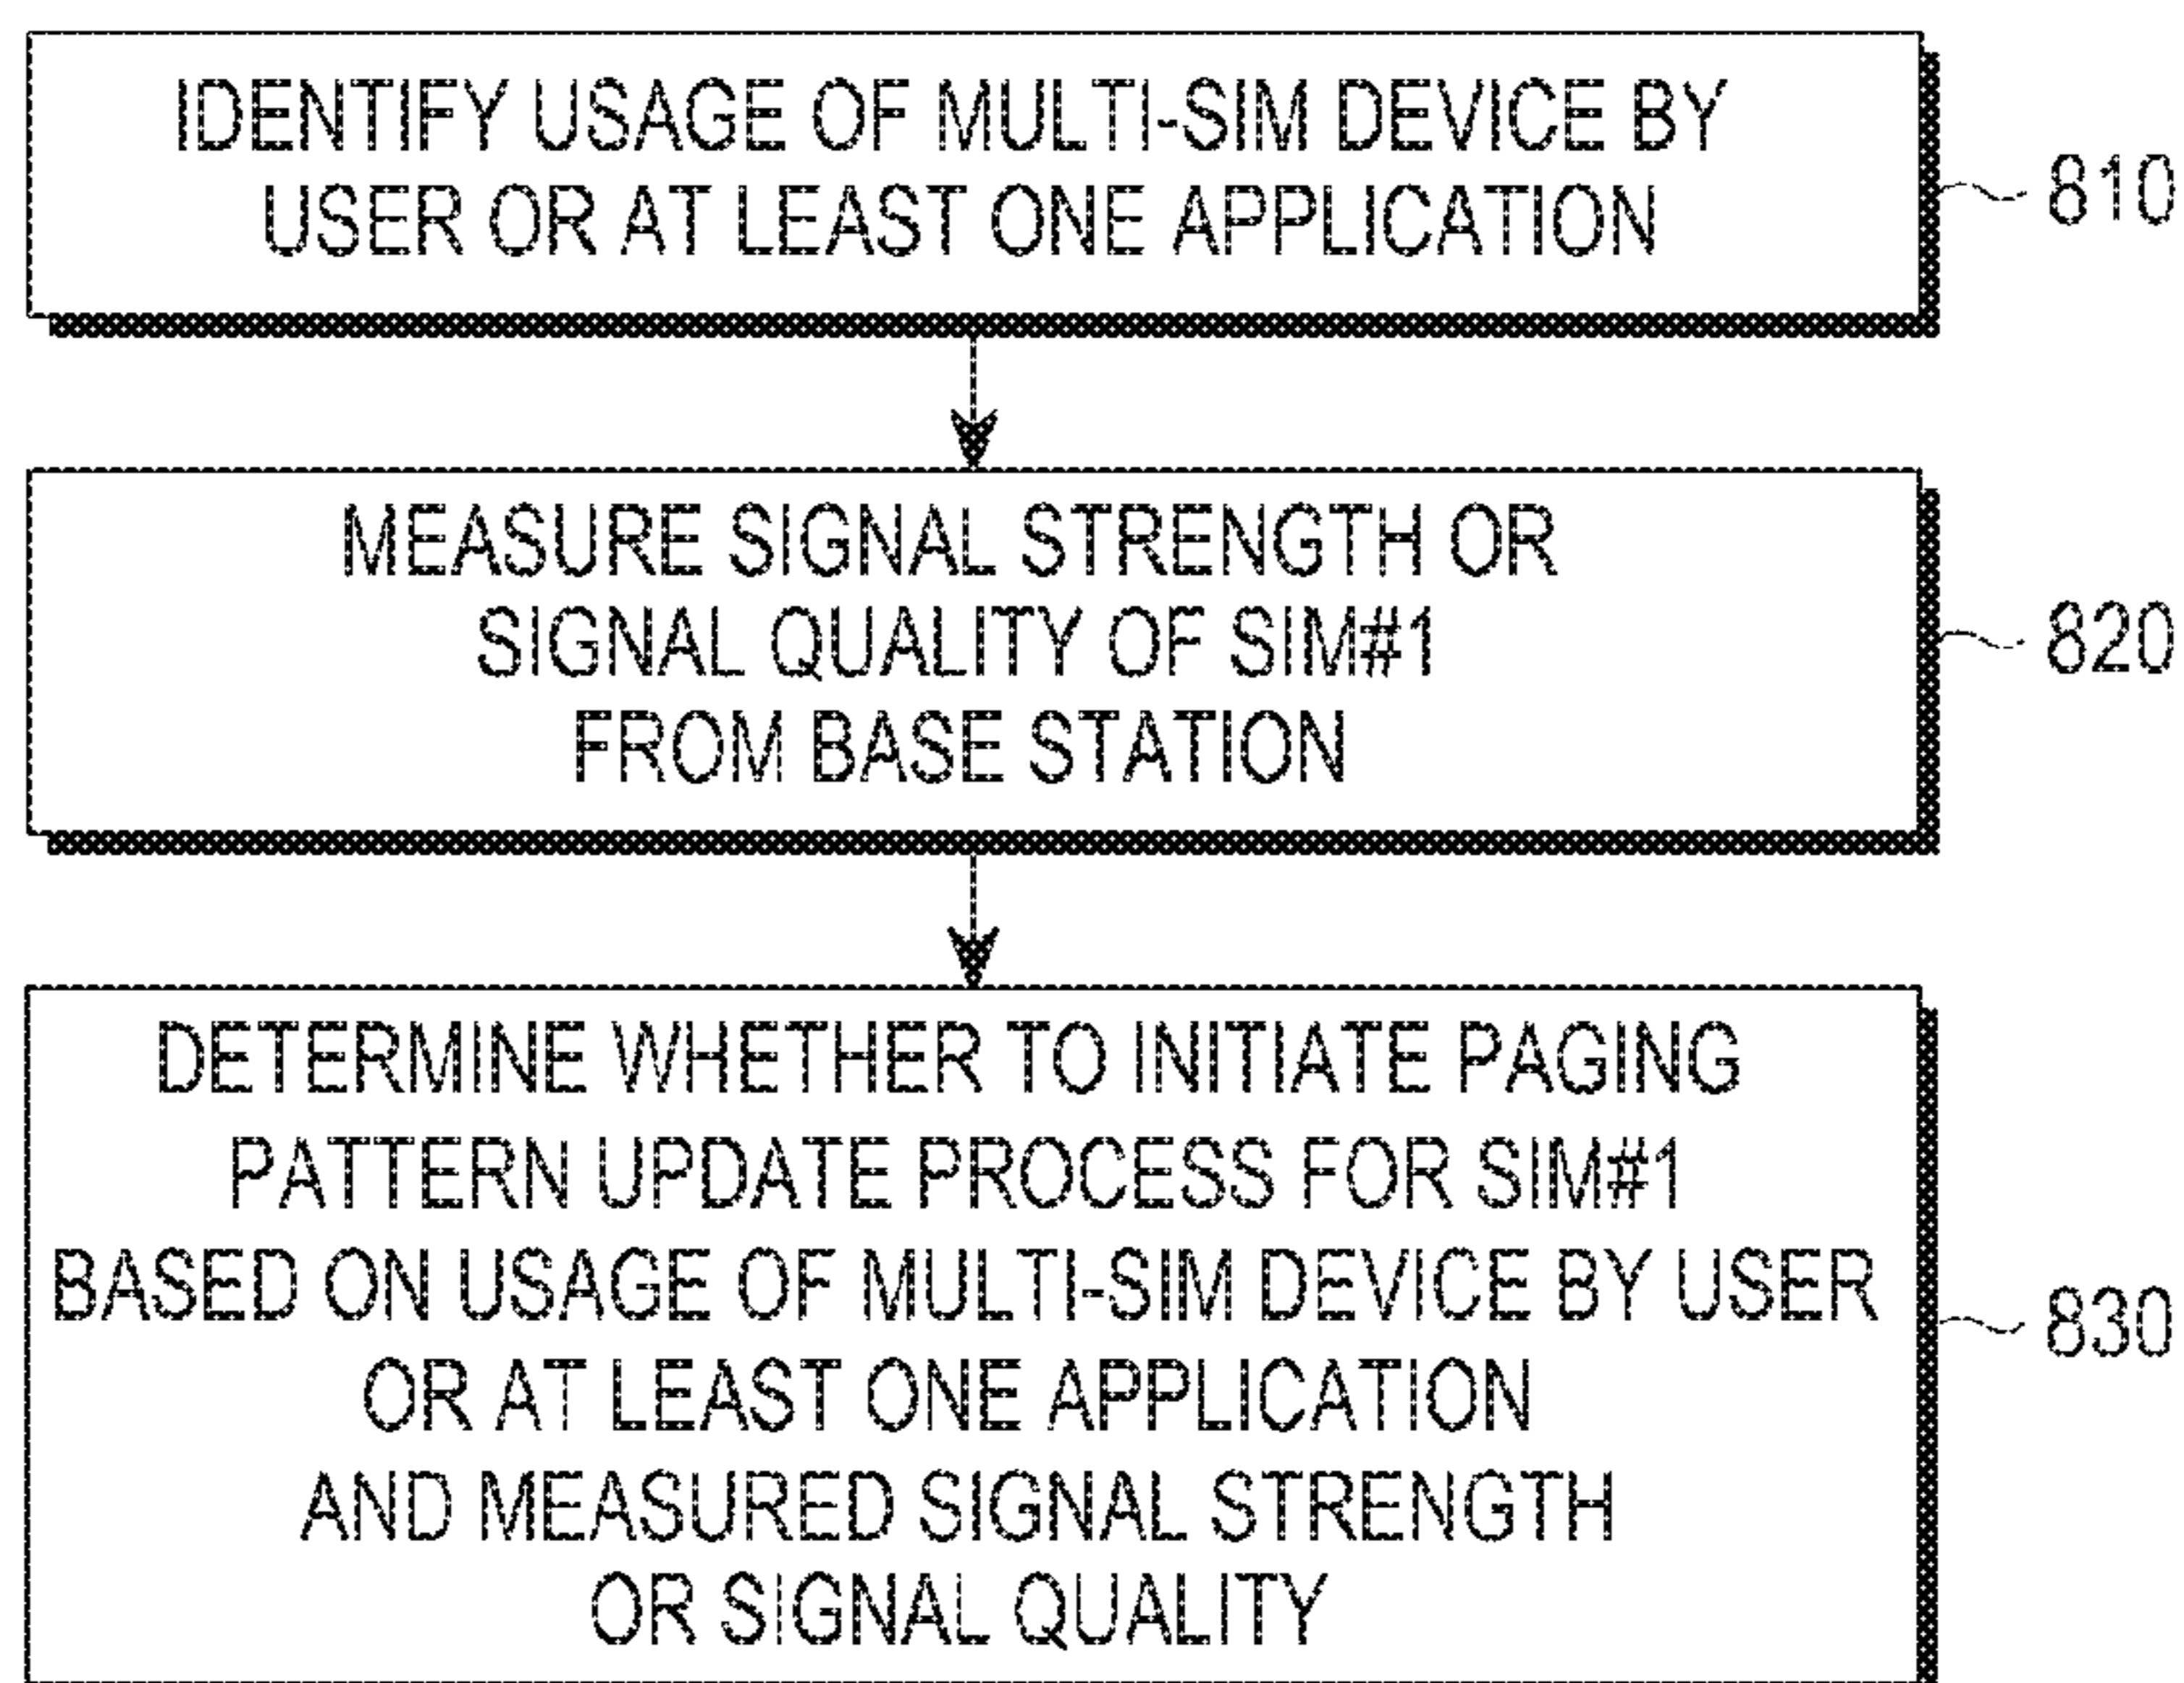 IDENTIFY USAGE OF MULTI-SIM DEVICE BY
USER OR AT LEAST ONE APPLICATION
810
MEASURE SIGNAL STRENGTH OR
SIGNAL QUALITY OF SIM#1
FROM BASE STATION
820
DETERMINE WHETHER TO INITIATE PAGING
PATTERN UPDATE PROCESS FOR SIM#1
BASED ON USAGE OF MULTI-SIM DEVICE BY USER
OR AT LEAST ONE APPLICATION
AND MEASURED SIGNAL STRENGTH
OR SIGNAL QUALITY
830